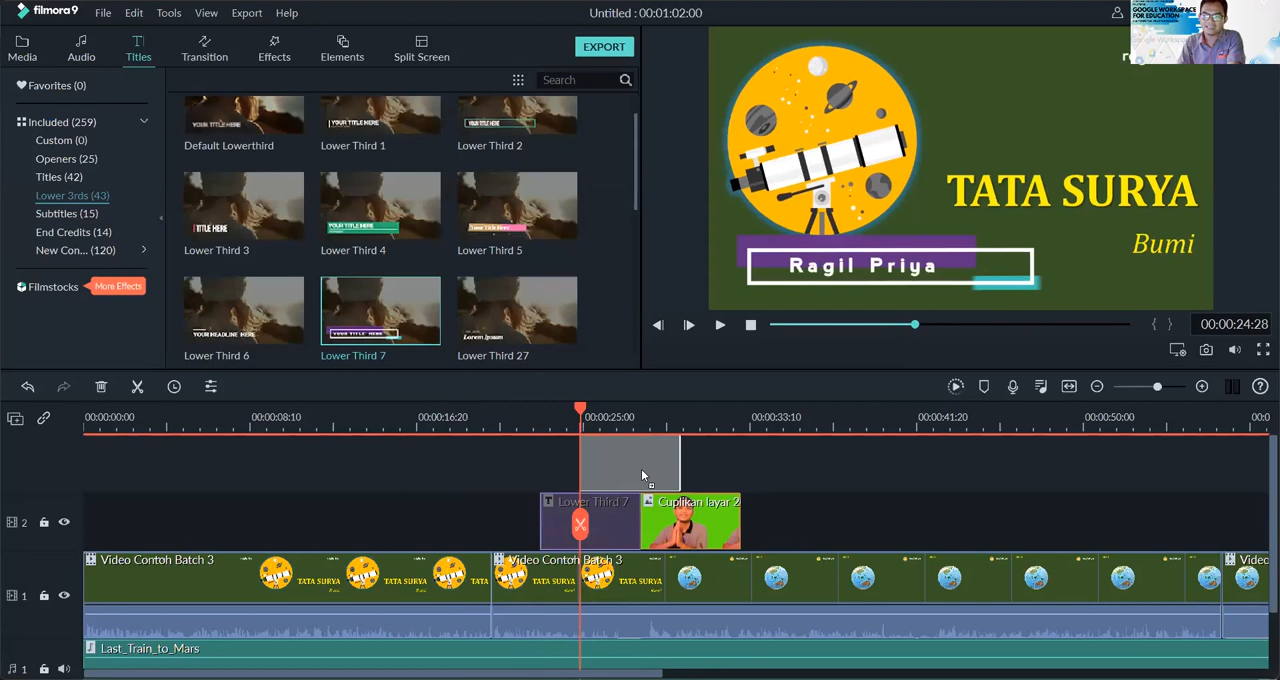 filmora9 File Edit Tools View Export Help Untitled : 00:01:02:00
GOOGLE WORKSPACE
FOR EDUCATION
Media Audio Titles Transition Effects Elements Split Screen EXPORT
Favorites (0)
Search
Included (259)
Custom (0)
Openers (25)
Titles (42)
Lower 3rds (43)
Subtitles (15)
End Credits (14)
New Con... (120)
Filmstocks More Effects
YOUR TITLE HERE YOUR TITLE HERE YOUR TITLE HERE
Default Lowerthird Lower Third 1 Lower Third 2
TITLE HERE YOUR TITLE HERE Your Title Here
Lower Third 3 Lower Third 4 Lower Third 5
YOUR HEADLINE HERE YOUR TITLE HERE Lorem Ipsum
Lower Third 6 Lower Third 7 Lower Third 27
TATA SURYA
Bumi
Ragil Priya
00:00:24:28
00:00:00:00 00:00:08:10 00:00:16:20 00:00:25:00 00:00:33:10 00:00:41:20 00:00:50:00 00:0
Lower Third 7 Cuplikan layar 2
2
Video Contoh Batch 3 Video Contoh Batch 3 Videc
TATA SURYA TATA SURYA TATA TATA SURYA TATA SURYA
Bumi Bumi Bumi Bumi
1
Last_Train_to_Mars
1